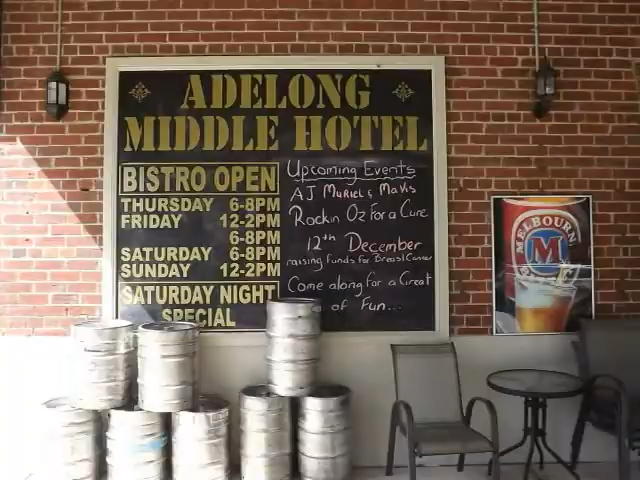 ADELONG
MIDDLE HOTEL
BISTRO OPEN
THURSDAY 6-8PM
FRIDAY 12-2PM
6-8PM
SATURDAY 6-8PM
SUNDAY 12-2PM
SATURDAY NIGHT
SPECIAL
Upcoming Events
AJ Muriel & Mavis
Rockin Oz For a Cure
12th December
raising funds for Breast Cancer
Come along for a Great
of Fun...
MELBOURN
M